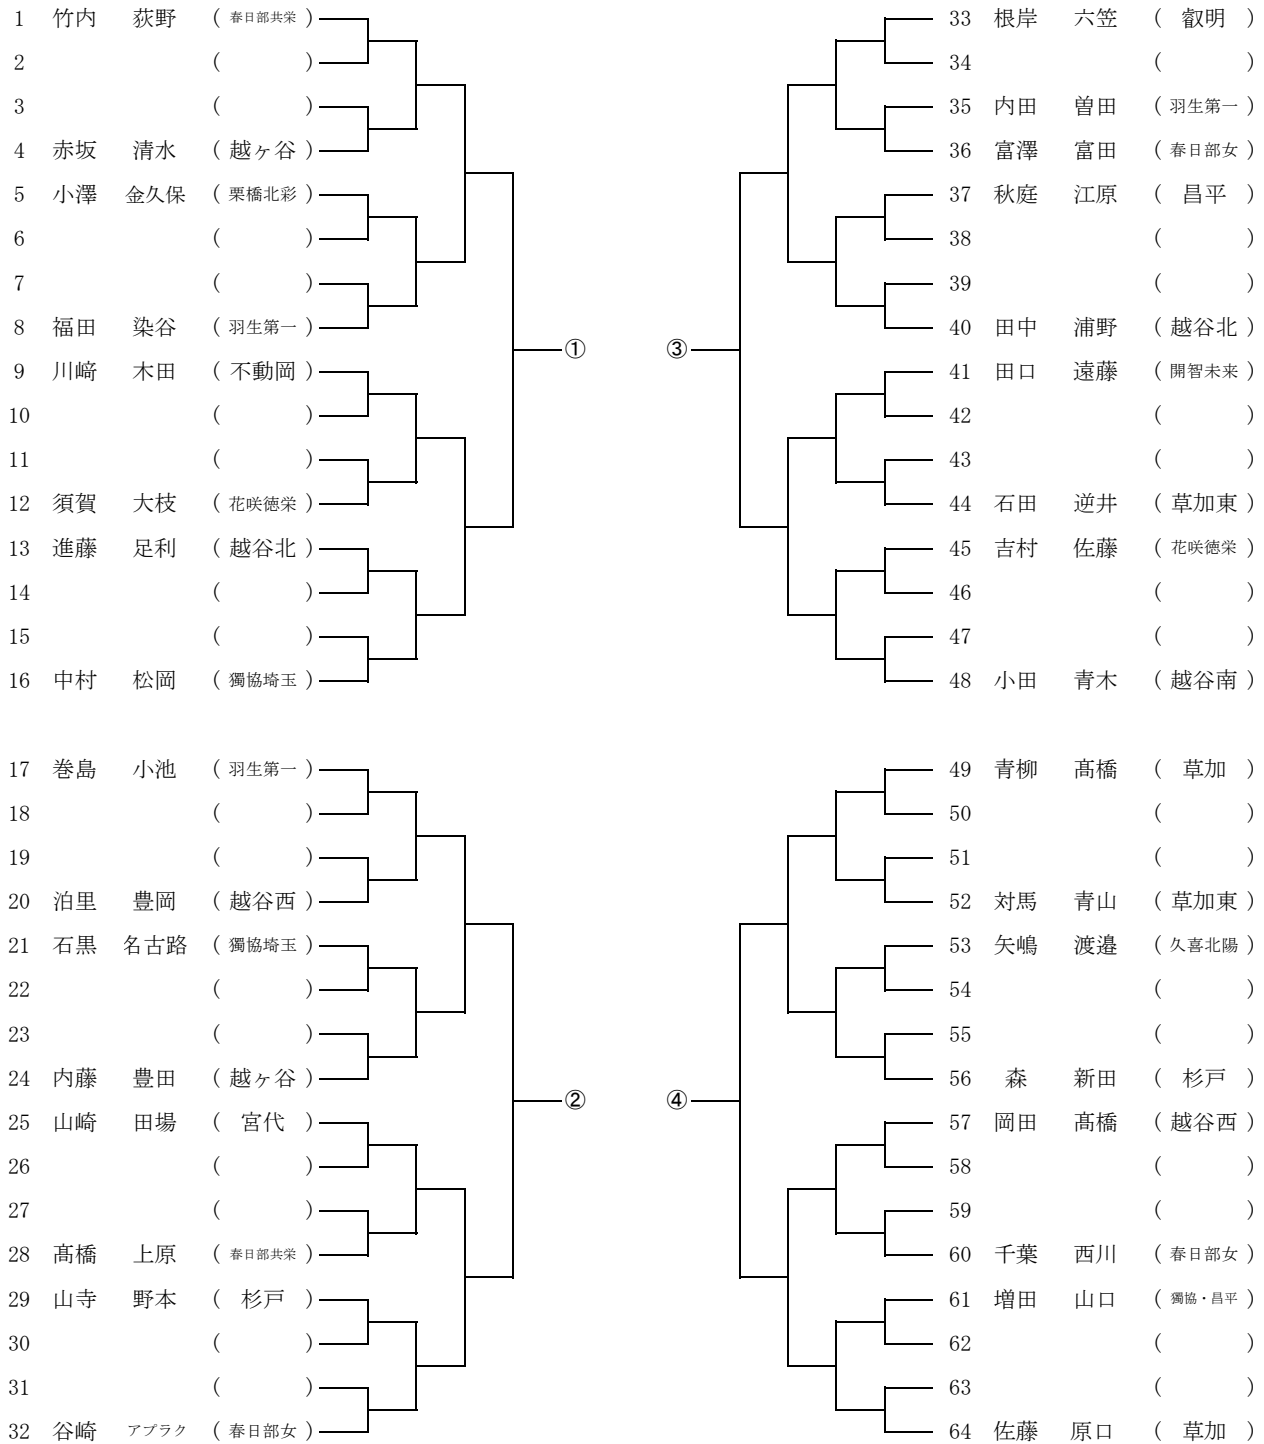 1 竹内 荻野 ( 春日部共栄 )
2 ( )
3 ( )
4 赤坂 清水 ( 越ヶ谷 )
5 小澤 金久保 ( 栗橋北彩 )
6 ( )
7 ( )
8 福田 染谷 ( 羽生第一 )
9 川﨑 木田 ( 不動岡 )
10 ( )
11 ( )
12 須賀 大枝 ( 花咲徳栄 )
13 進藤 足利 ( 越谷北 )
14 ( )
15 ( )
16 中村 松岡 ( 獨協埼玉 )
①
17 巻島 小池 ( 羽生第一 )
18 ( )
19 ( )
20 泊里 豊岡 ( 越谷西 )
21 石黒 名古路 ( 獨協埼玉 )
22 ( )
23 ( )
24 内藤 豊田 ( 越ヶ谷 )
25 山崎 田場 ( 宮代 )
26 ( )
27 ( )
28 髙橋 上原 ( 春日部共栄 )
29 山寺 野本 ( 杉戸 )
30 ( )
31 ( )
32 谷崎 アプラク ( 春日部女 )
②
33 根岸 六笠 ( 叡明 )
34 ( )
35 内田 曽田 ( 羽生第一 )
36 富澤 富田 ( 春日部女 )
37 秋庭 江原 ( 昌平 )
38 ( )
39 ( )
40 田中 浦野 ( 越谷北 )
41 田口 遠藤 ( 開智未来 )
42 ( )
43 ( )
44 石田 逆井 ( 草加東 )
45 吉村 佐藤 ( 花咲徳栄 )
46 ( )
47 ( )
48 小田 青木 ( 越谷南 )
③
49 青柳 髙橋 ( 草加 )
50 ( )
51 ( )
52 対馬 青山 ( 草加東 )
53 矢嶋 渡邉 ( 久喜北陽 )
54 ( )
55 ( )
56 森 新田 ( 杉戸 )
57 岡田 髙橋 ( 越谷西 )
58 ( )
59 ( )
60 千葉 西川 ( 春日部女 )
61 増田 山口 ( 獨協・昌平 )
62 ( )
63 ( )
64 佐藤 原口 ( 草加 )
④